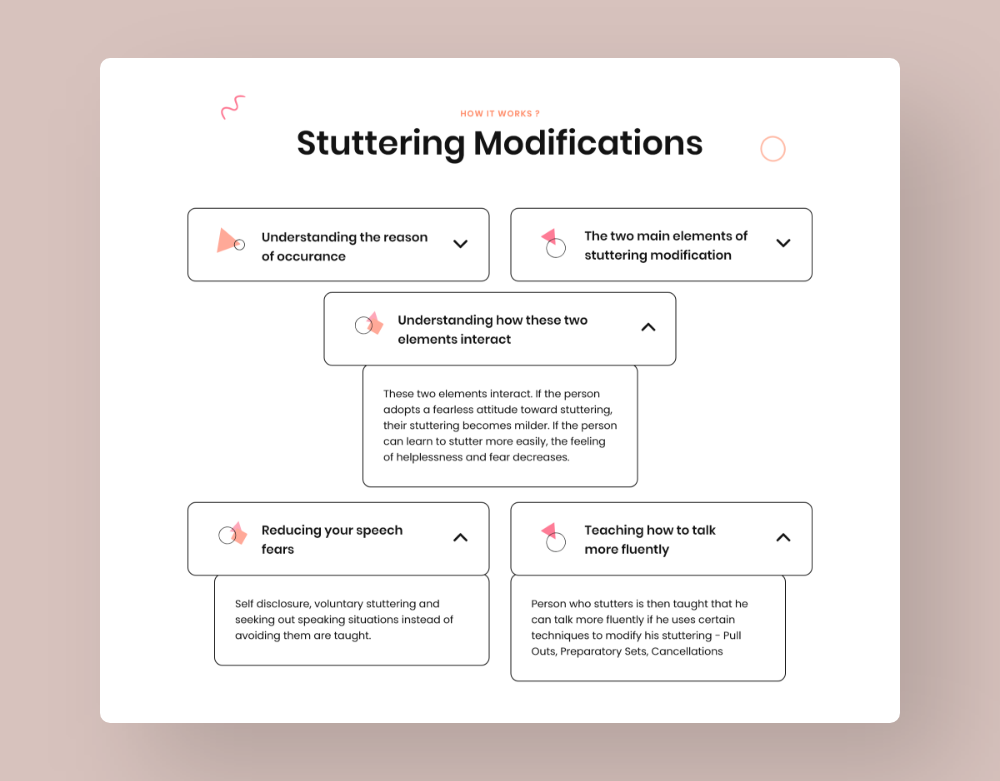 HOW IT WORKS ?
Stuttering Modifications
Understanding the reason
of occurance
The two main elements of
stuttering modification
Understanding how these two
elements interact
These two elements interact. If the person
adopts a fearless attitude toward stuttering,
their stuttering becomes milder. If the person
can learn to stutter more easily, the feeling
of helplessness and fear decreases.
Reducing your speech
fears
Self disclosure, voluntary stuttering and
seeking out speaking situations instead of
avoiding them are taught.
Teaching how to talk
more fluently
Person who stutters is then taught that he
can talk more fluently if he uses certain
techniques to modify his stuttering - Pull
Outs, Preparatory Sets, Cancellations